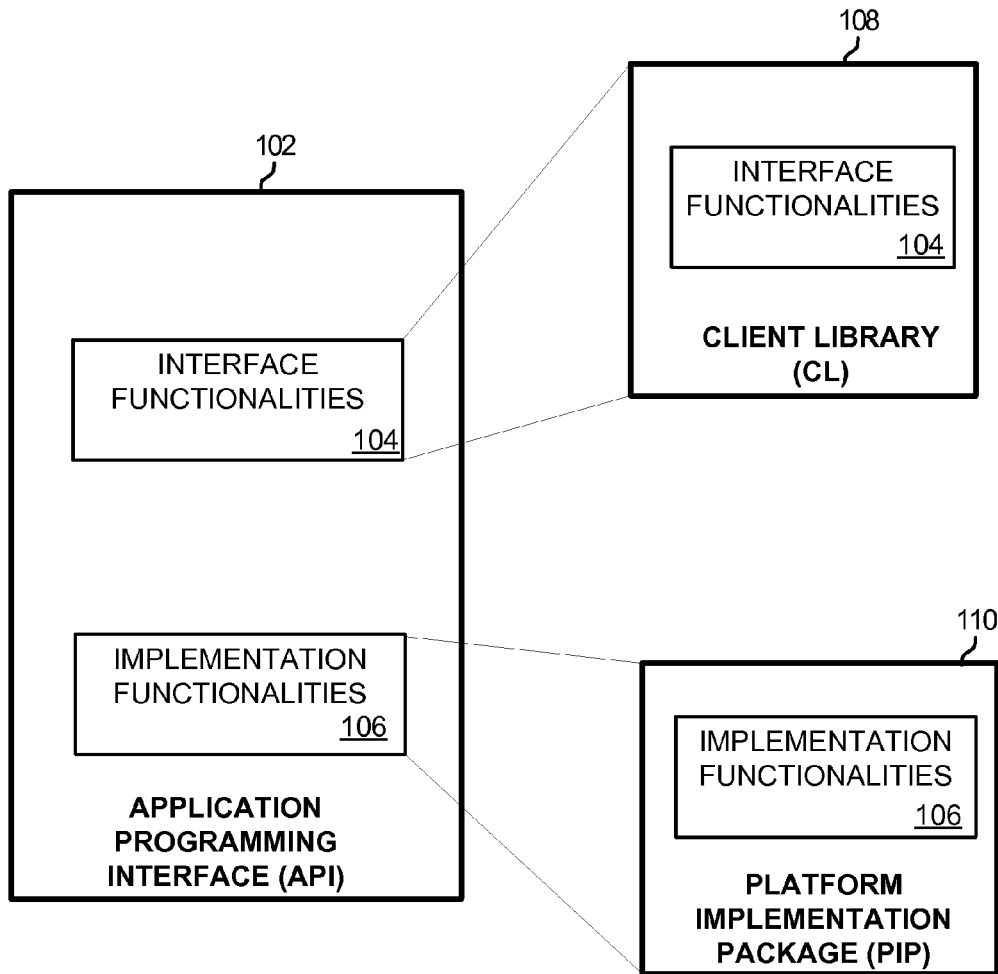 108
INTERFACE
FUNCTIONALITIES
104
CLIENT LIBRARY
(CL)
102
INTERFACE
FUNCTIONALITIES
104
IMPLEMENTATION
FUNCTIONALITIES
106
APPLICATION
PROGRAMMING
INTERFACE (API)
110
IMPLEMENTATION
FUNCTIONALITIES
106
PLATFORM
IMPLEMENTATION
PACKAGE (PIP)